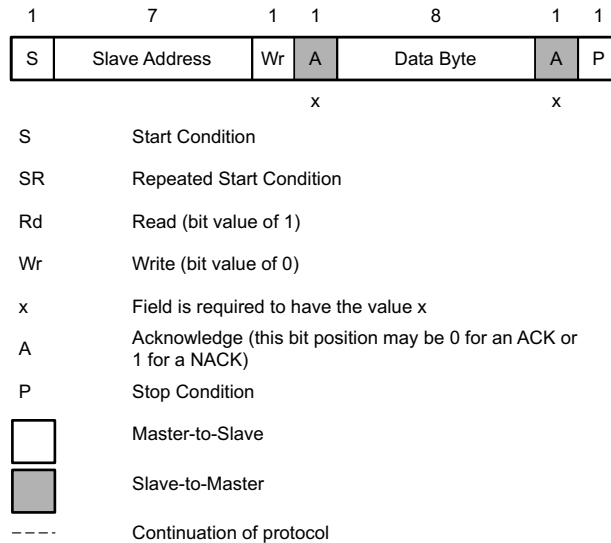 1 7 1 1 8 1 1
S Slave Address Wr A Data Byte A P
x x
S Start Condition
SR Repeated Start Condition
Rd Read (bit value of 1)
Wr Write (bit value of 0)
x Field is required to have the value x
A Acknowledge (this bit position may be 0 for an ACK or
1 for a NACK)
P Stop Condition
Master-to-Slave
Slave-to-Master
Continuation of protocol